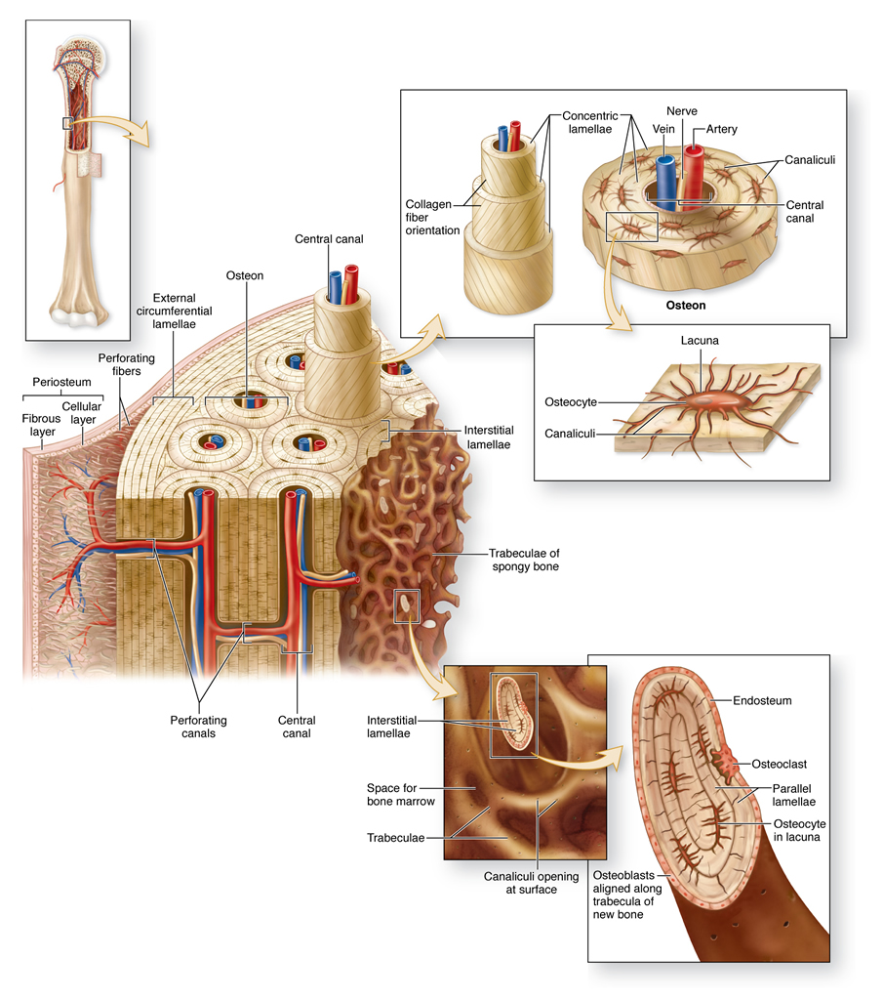 Nerve
Concentric
lamellae
Vein
Artery
Canaliculi
Collagen
fiber
orientation
Central
canal
Osteon
Central canal
Osteon
External
circumferential
lamellae
Perforating
fibers
Periosteum
Cellular
layer
Fibrous
layer
Lacuna
Osteocyte
Canaliculi
Interstitial
lamellae
Trabeculae of
spongy bone
Perforating
canals
Central
canal
Interstitial
lamellae
Space for
bone marrow
Trabeculae
Canaliculi opening
at surface
Endosteum
Osteoclast
Parallel
lamellae
Osteocyte
in lacuna
Osteoblasts
aligned along
trabecula of
new bone